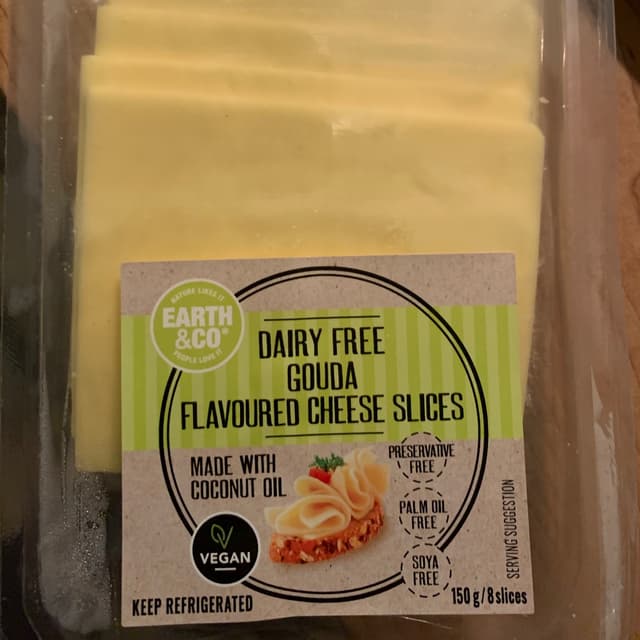 NATURE LIKES IT
EARTH
&CO®
PEOPLE LOVE IT
DAIRY FREE
GOUDA
FLAVOURED CHEESE SLICES
MADE WITH
COCONUT OIL
PRESERVATIVE
FREE
PALM OIL
FREE
SOYA
FREE
VEGAN
SERVING SUGGESTION
KEEP REFRIGERATED
150 g/8 slices